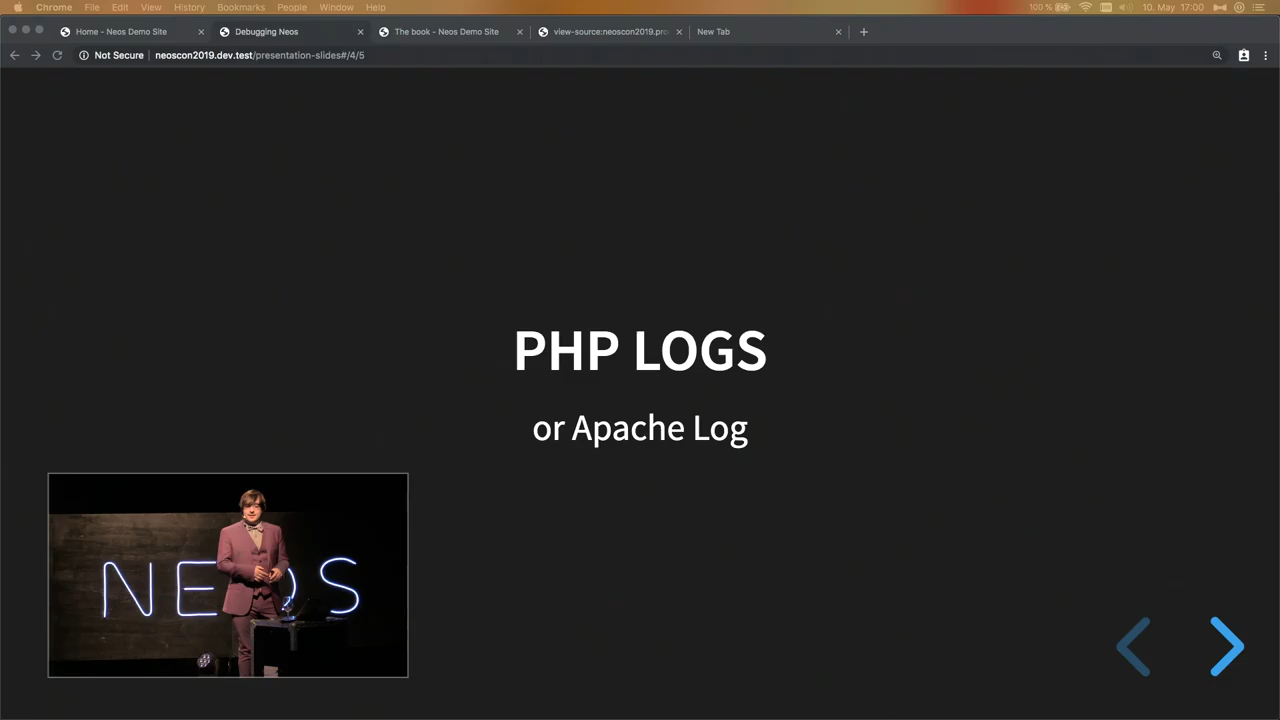 Chrome File Edit View History Bookmarks People Window Help 100 % 10. May 17:00
Home - Neos Demo Site Debugging Neos The book - Neos Demo Site view-source:neoscon2019.pro New Tab
Not Secure neoscon2019.dev.test/presentation-slides#/4/5
PHP LOGS
or Apache Log
NEOS